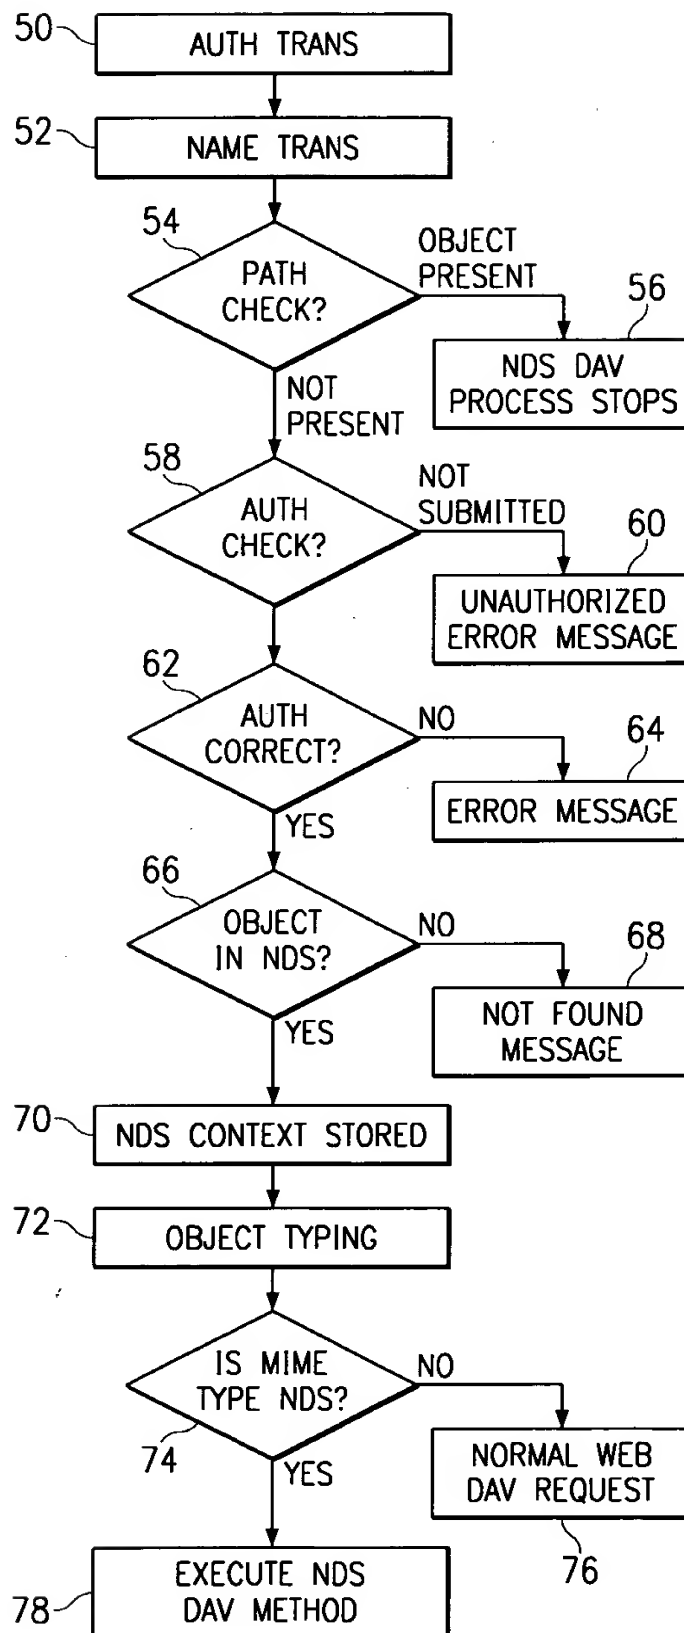 50
AUTH TRANS
52
NAME TRANS
54
PATH
CHECK?
OBJECT
PRESENT
56
NDS DAV
PROCESS STOPS
NOT
PRESENT
58
AUTH
CHECK?
NOT
SUBMITTED
60
UNAUTHORIZED
ERROR MESSAGE
62
AUTH
CORRECT?
NO
64
ERROR MESSAGE
YES
66
OBJECT
IN NDS?
NO
68
NOT FOUND
MESSAGE
YES
70
NDS CONTEXT STORED
72
OBJECT TYPING
IS MIME
TYPE NDS?
NO
74
YES
NORMAL WEB
DAV REQUEST
76
78
EXECUTE NDS
DAV METHOD